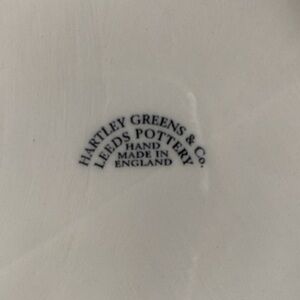 HARTLEY GREENS & Co.
LEEDS POTTERY
HAND
MADE IN
ENGLAND